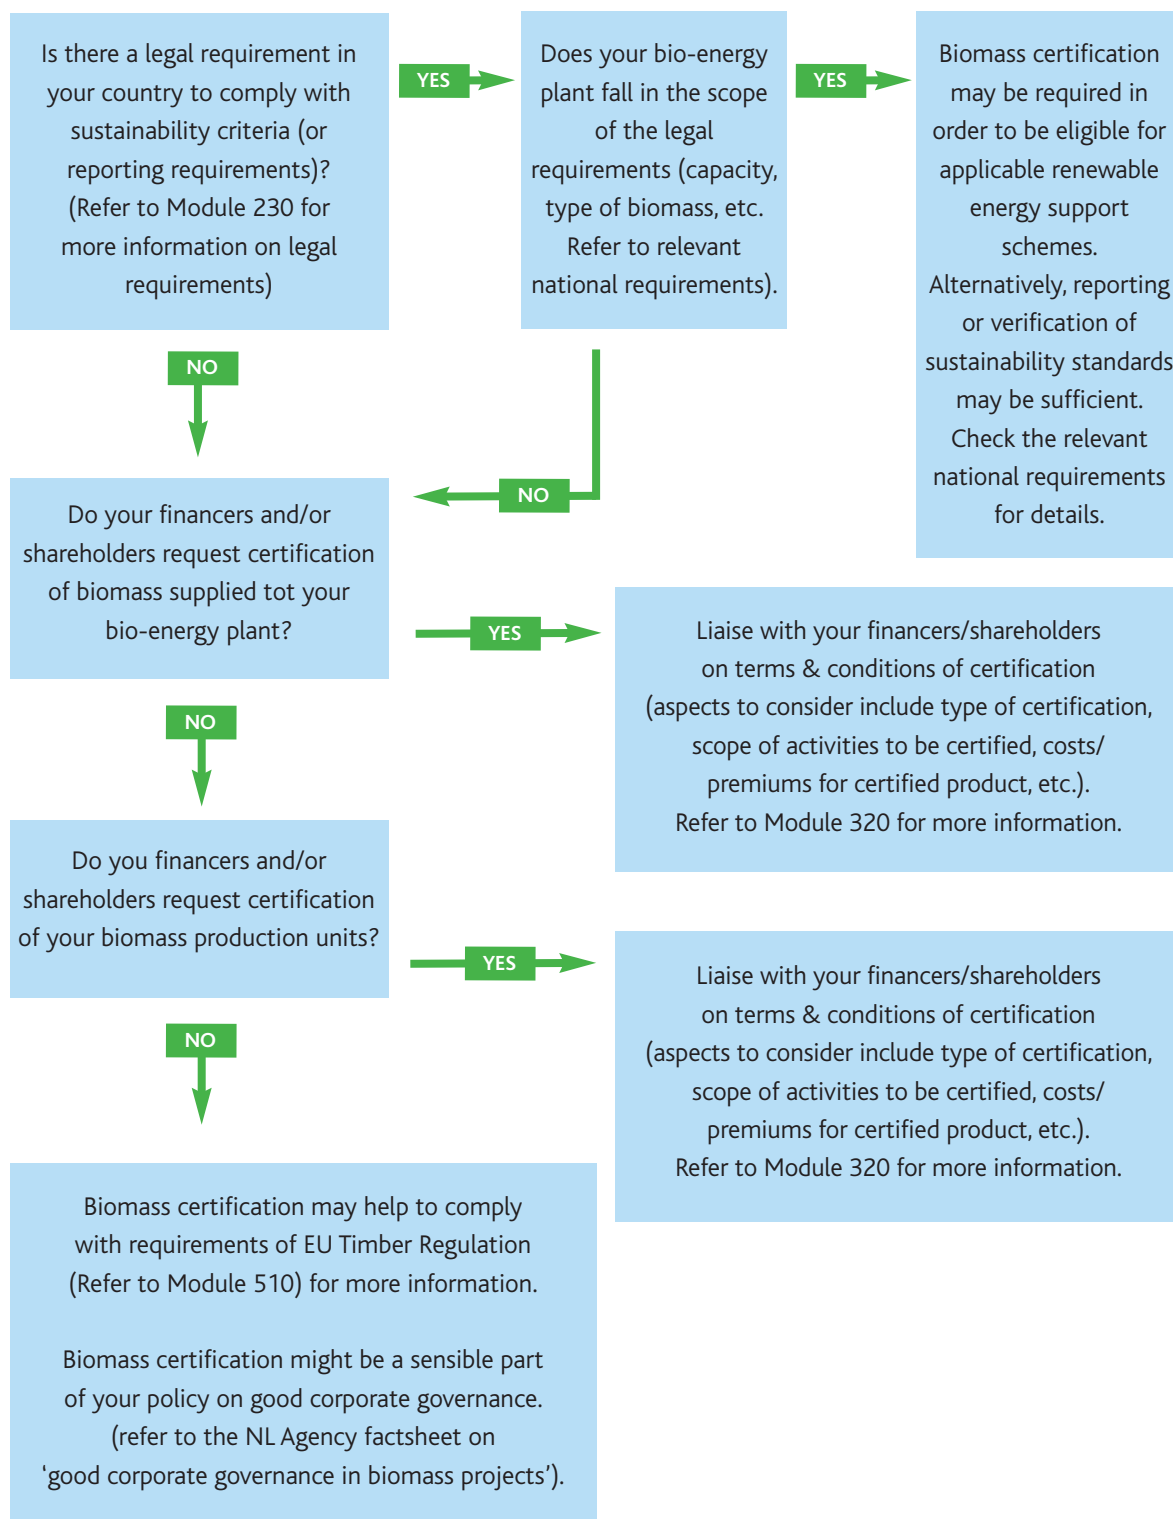 Is there a legal requirement in
your country to comply with
sustainability criteria (or
reporting requirements)?
(Refer to Module 230 for
more information on legal
requirements)
YES
Does your bio-energy
plant fall in the scope
of the legal
requirements (capacity,
type of biomass, etc.
Refer to relevant
national requirements).
YES
Biomass certification
may be required in
order to be eligible for
applicable renewable
energy support
schemes.
Alternatively, reporting
or verification of
sustainability standards
may be sufficient.
Check the relevant
national requirements
for details.
NO
NO
Do your financers and/or
shareholders request certification
of biomass supplied tot your
bio-energy plant?
YES
Liaise with your financers/shareholders
on terms & conditions of certification
(aspects to consider include type of certification,
scope of activities to be certified, costs/
premiums for certified product, etc.).
Refer to Module 320 for more information.
NO
Do you financers and/or
shareholders request certification
of your biomass production units?
YES
Liaise with your financers/shareholders
on terms & conditions of certification
(aspects to consider include type of certification,
scope of activities to be certified, costs/
premiums for certified product, etc.).
Refer to Module 320 for more information.
NO
Biomass certification may help to comply
with requirements of EU Timber Regulation
(Refer to Module 510) for more information.
Biomass certification might be a sensible part
of your policy on good corporate governance.
(refer to the NL Agency factsheet on
‘good corporate governance in biomass projects’).